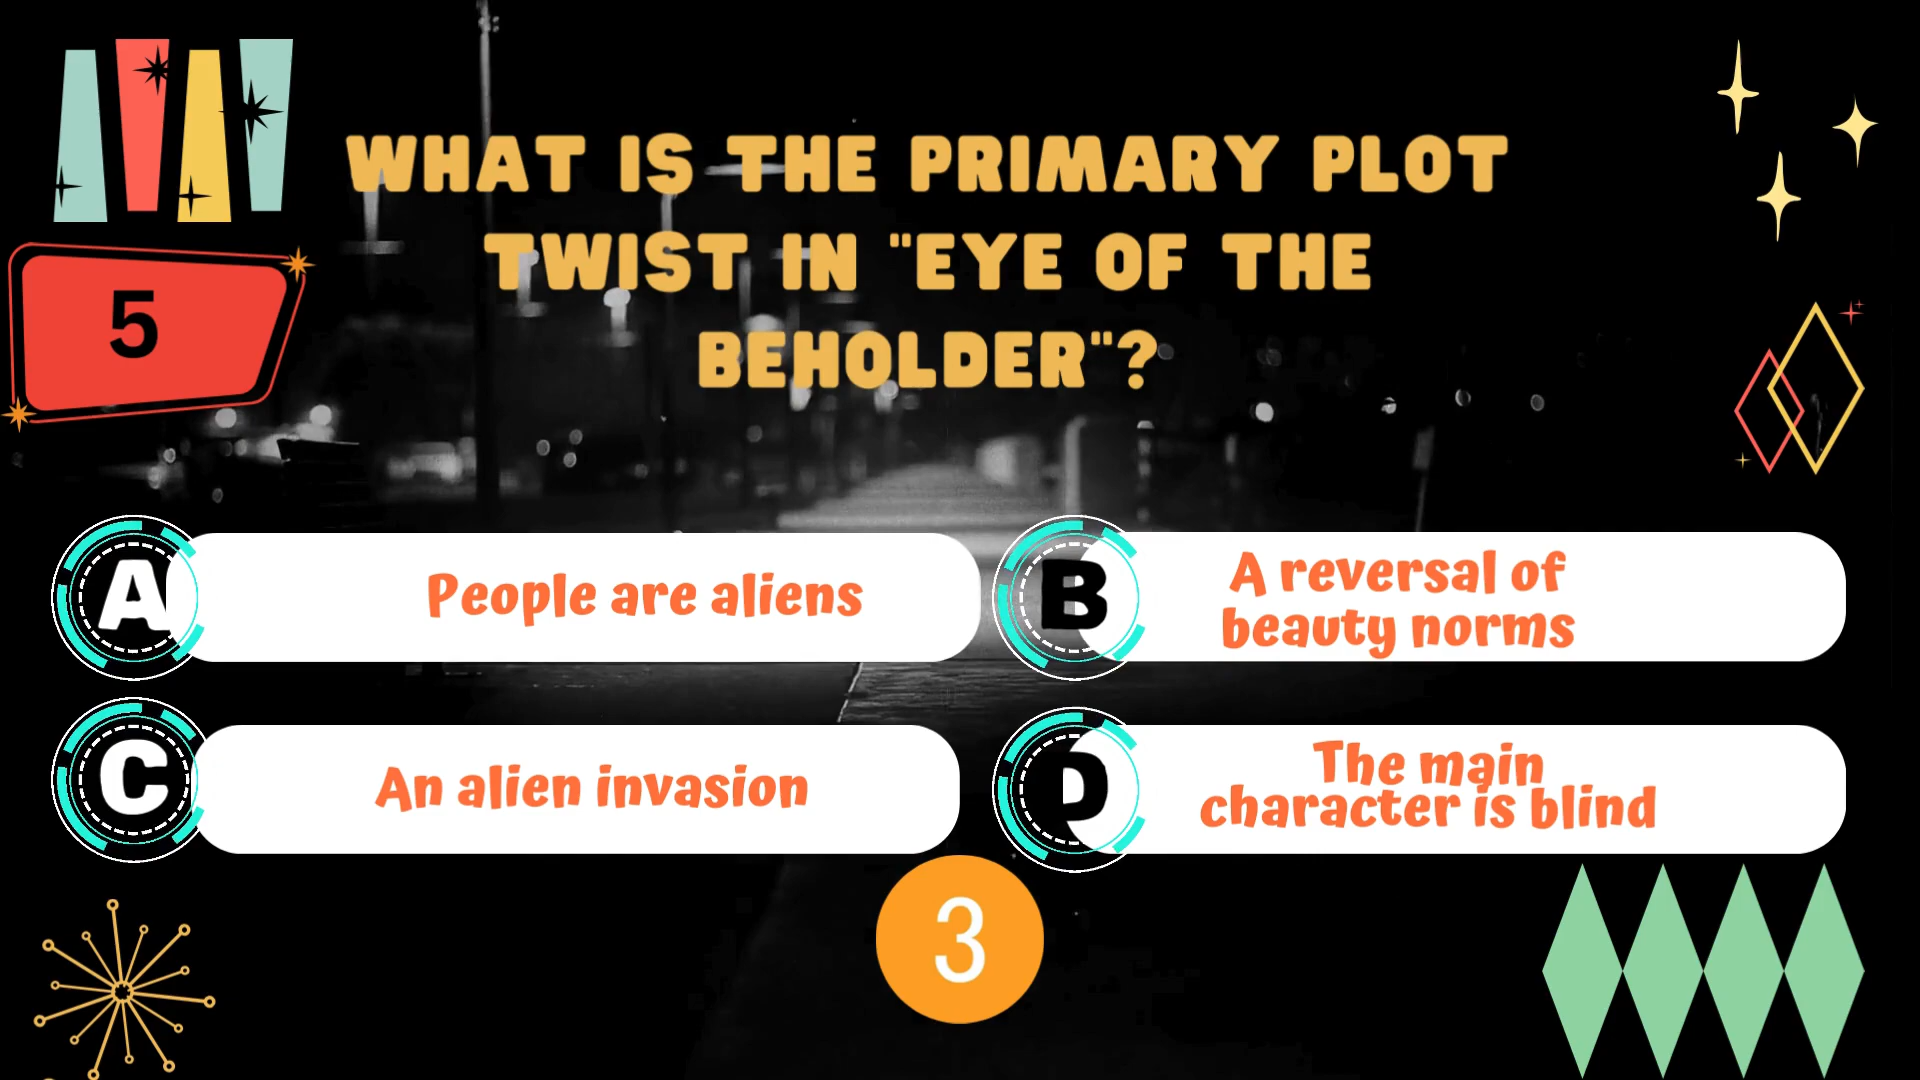 WHAT IS THE PRIMARY PLOT
TWIST IN "EYE OF THE
BEHOLDER"?
5
A
People are aliens
B
A reversal of
beauty norms
C
An alien invasion
D
The main
character is blind
3